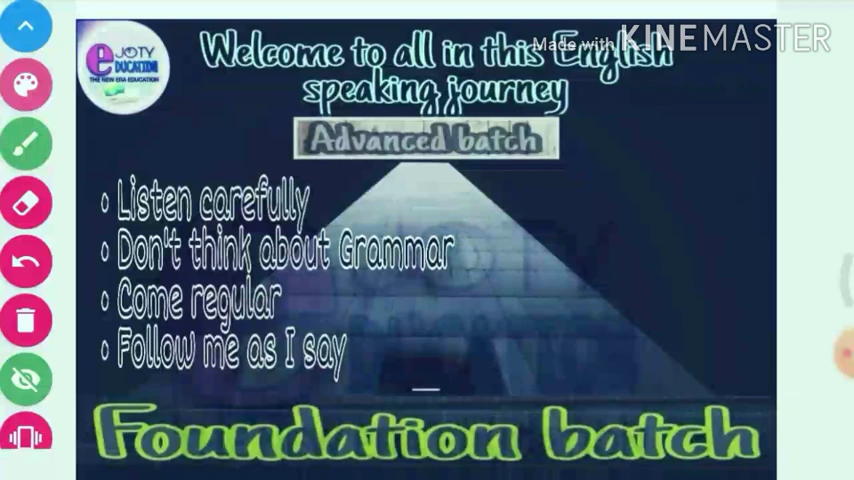 Made with KINEMASTER
e JOTY
EDUCATION
THE NEW ERA EDUCATION
Welcome to all in this English
speaking journey
Advanced batch
• Listen carefully
• Don't think about Grammar
• Come regular
• Follow me as I say
JOTY
Foundation batch